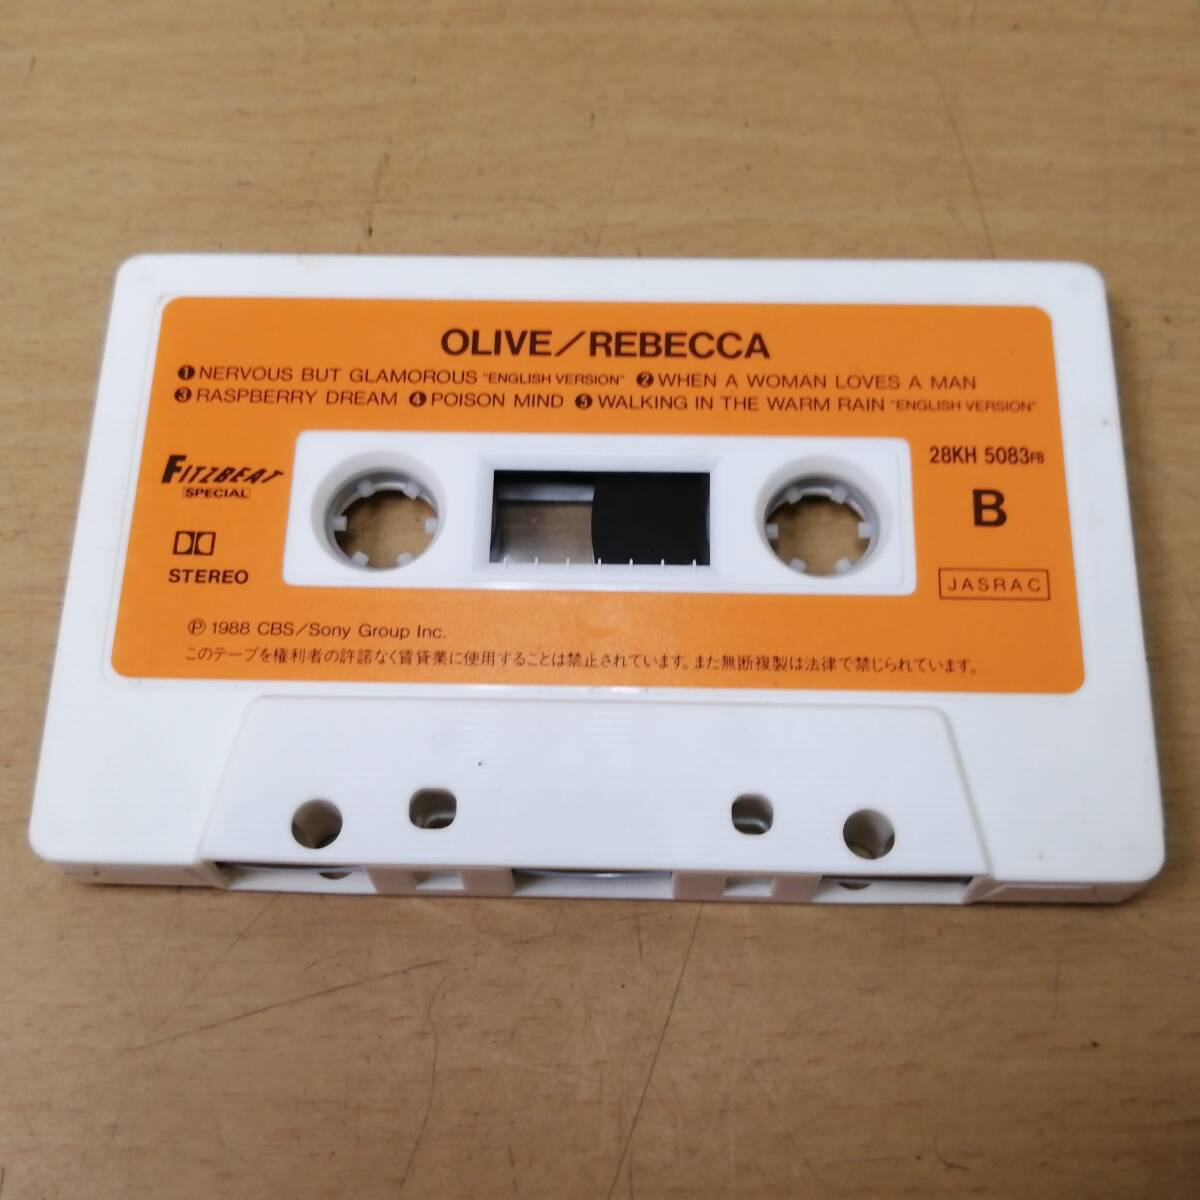 OLIVE/REBECCA
❶NERVOUS BUT GLAMOROUS "ENGLISH VERSION" ❷WHEN A WOMAN LOVES A MAN
❸RASPBERRY DREAM ❹POISON MIND ❺WALKING IN THE WARM RAIN "ENGLISH VERSION"
28KH 5083FB
FITZBEAT
SPECIAL
B
STEREO
JASRAC
℗ 1988 CBS/Sony Group Inc.
このテープを権利者の許諾なく賃貸業に使用することは禁止されています。また無断複製は法律で禁じられています。